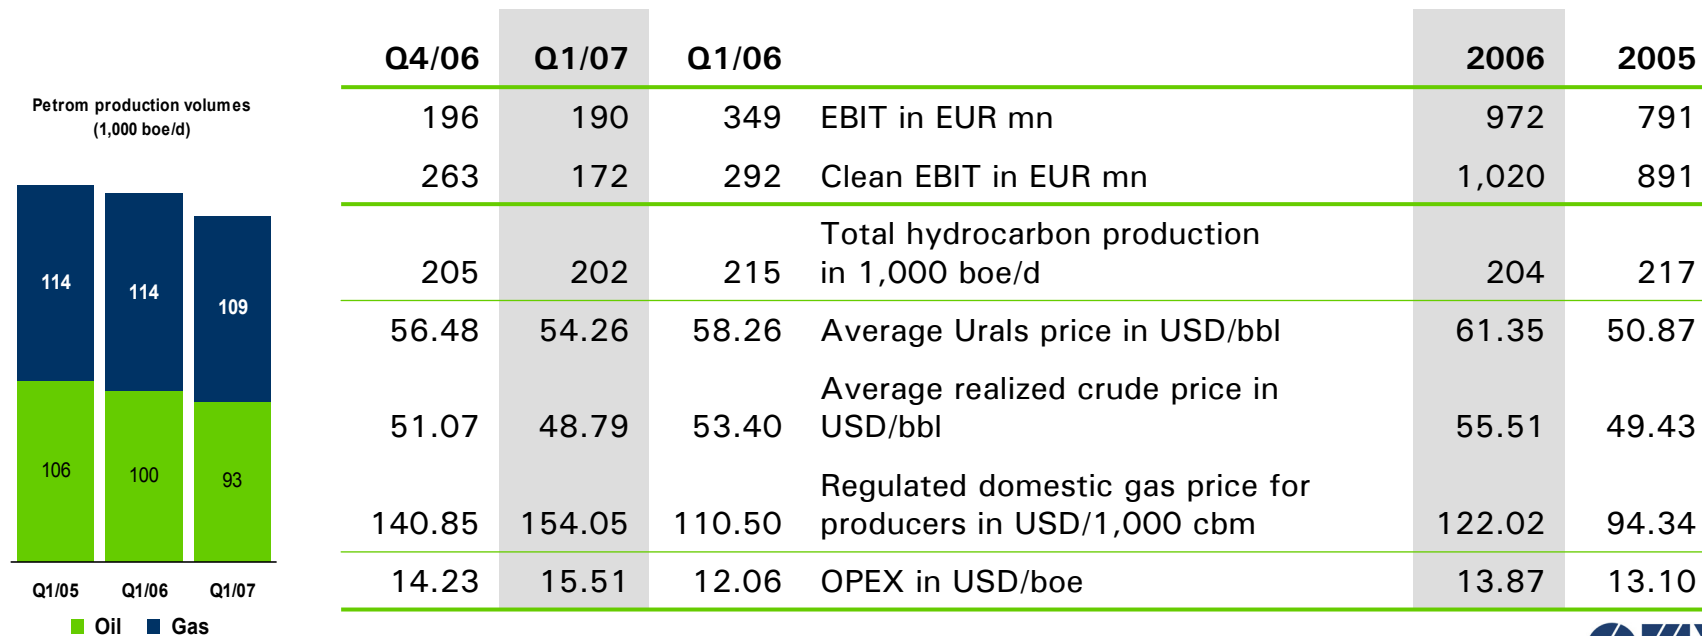 Petrom production volumes
(1,000 boe/d)
114
114
109
106
100
93
Q1/05 Q1/06 Q1/07
Oil Gas
Q4/06 Q1/07 Q1/06 2006 2005
196 190 349 EBIT in EUR mn 972 791
263 172 292 Clean EBIT in EUR mn 1,020 891
Total hydrocarbon production
205 202 215 in 1,000 boe/d 204 217
56.48 54.26 58.26 Average Urals price in USD/bbl 61.35 50.87
Average realized crude price in
51.07 48.79 53.40 USD/bbl 55.51 49.43
Regulated domestic gas price for
140.85 154.05 110.50 producers in USD/1,000 cbm 122.02 94.34
14.23 15.51 12.06 OPEX in USD/boe 13.87 13.10